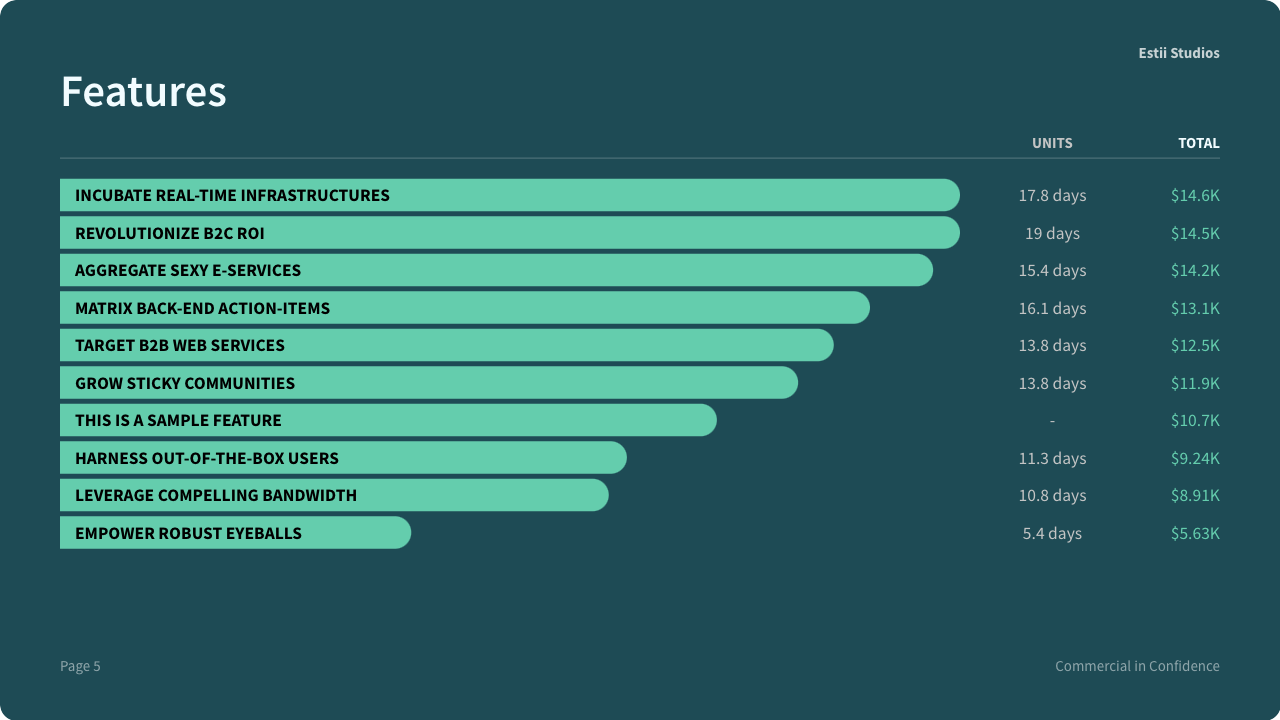 Estii Studios
Features
UNITS TOTAL
INCUBATE REAL-TIME INFRASTRUCTURES 17.8 days $14.6K
REVOLUTIONIZE B2C ROI 19 days $14.5K
AGGREGATE SEXY E-SERVICES 15.4 days $14.2K
MATRIX BACK-END ACTION-ITEMS 16.1 days $13.1K
TARGET B2B WEB SERVICES 13.8 days $12.5K
GROW STICKY COMMUNITIES 13.8 days $11.9K
THIS IS A SAMPLE FEATURE - $10.7K
HARNESS OUT-OF-THE-BOX USERS 11.3 days $9.24K
LEVERAGE COMPELLING BANDWIDTH 10.8 days $8.91K
EMPOWER ROBUST EYEBALLS 5.4 days $5.63K
Page 5 Commercial in Confidence